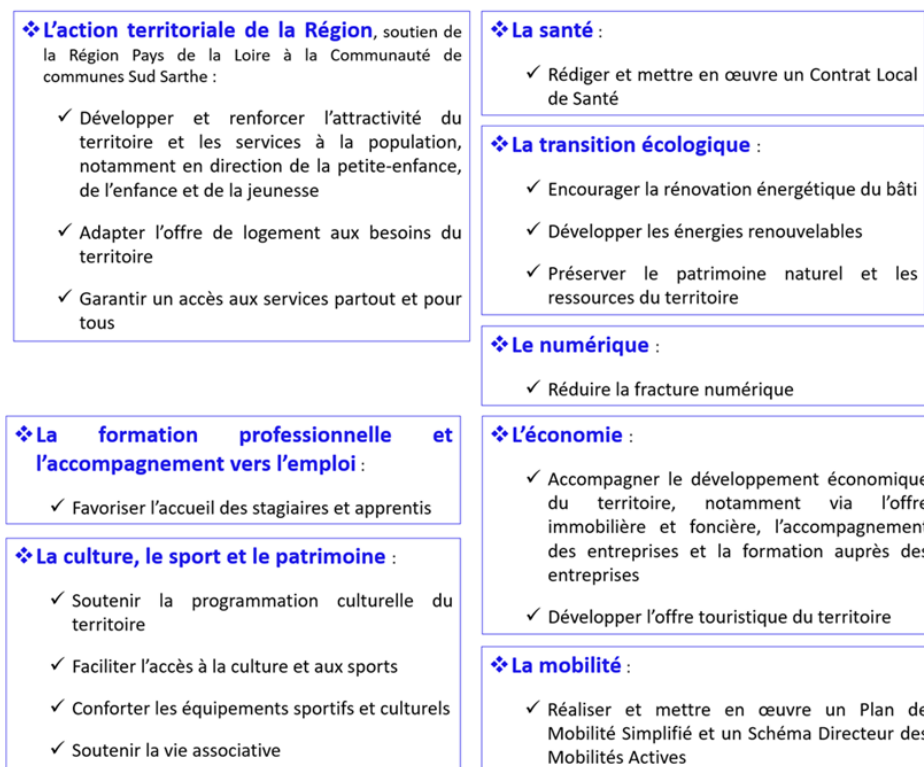 ❖L'action territoriale de la Région, soutien de
la Région Pays de la Loire à la Communauté de
communes Sud Sarthe :
✓ Développer et renforcer l'attractivité du
territoire et les services à la population,
notamment en direction de la petite-enfance,
de l'enfance et de la jeunesse
✓ Adapter l'offre de logement aux besoins du
territoire
✓ Garantir un accès aux services partout et pour
tous
❖La santé :
✓ Rédiger et mettre en œuvre un Contrat Local
de Santé
❖La transition écologique :
✓ Encourager la rénovation énergétique du bâti
✓ Développer les énergies renouvelables
✓ Préserver le patrimoine naturel et les
ressources du territoire
❖Le numérique :
✓ Réduire la fracture numérique
❖La formation professionnelle et
l'accompagnement vers l'emploi :
✓ Favoriser l'accueil des stagiaires et apprentis
❖La culture, le sport et le patrimoine :
✓ Soutenir la programmation culturelle du
territoire
✓ Faciliter l'accès à la culture et aux sports
✓ Conforter les équipements sportifs et culturels
✓ Soutenir la vie associative
❖L'économie :
✓ Accompagner le développement économique
du territoire, notamment via l'offre
immobilière et foncière, l'accompagnement
des entreprises et la formation auprès des
entreprises
✓ Développer l'offre touristique du territoire
❖La mobilité :
✓ Réaliser et mettre en œuvre un Plan de
Mobilité Simplifié et un Schéma Directeur des
Mobilités Actives